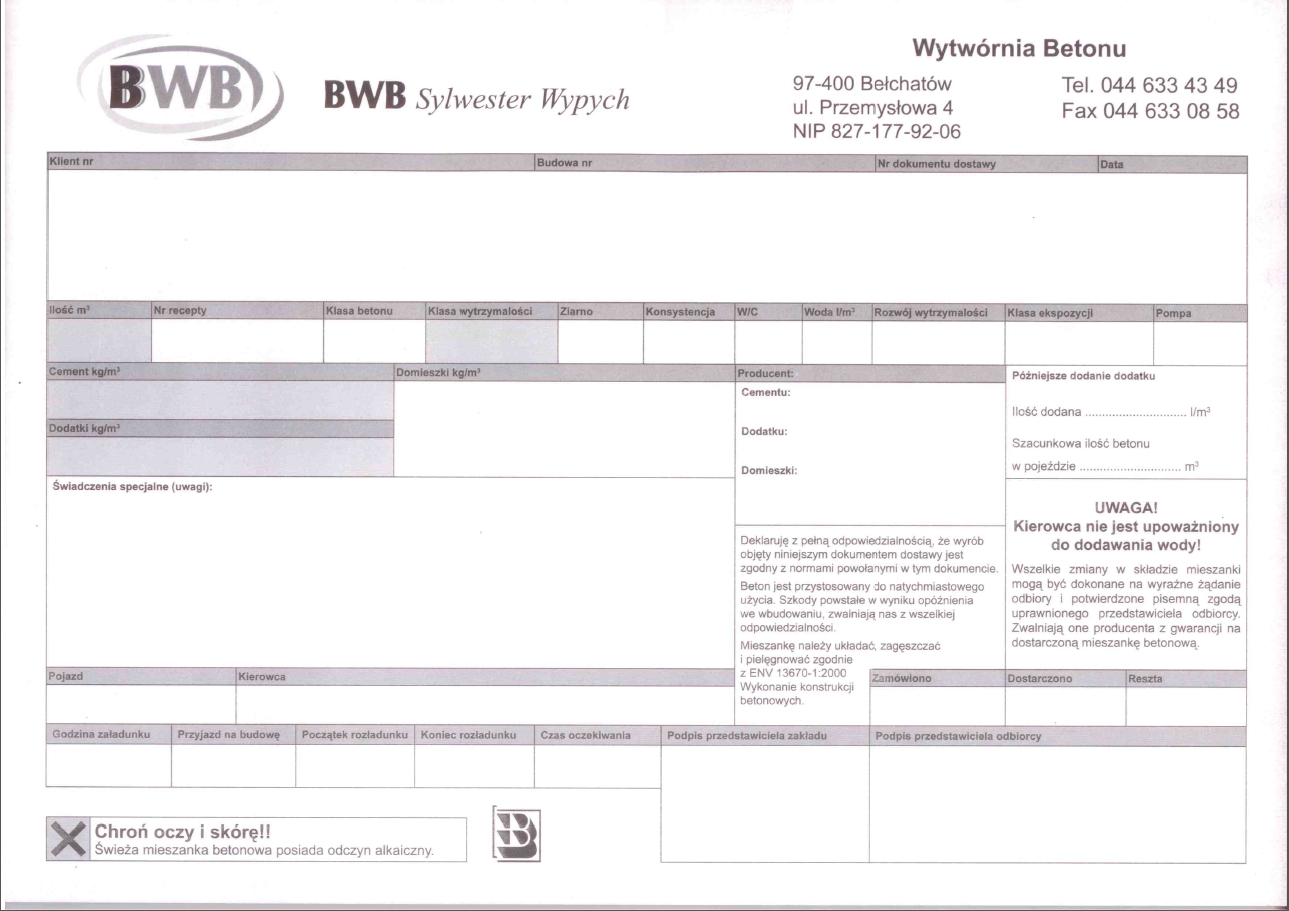 BWB
BWB Sylwester Wypych
Wytwórnia Betonu
97-400 Bełchatów
ul. Przemysłowa 4
NIP 827-177-92-06
Tel. 044 633 43 49
Fax 044 633 08 58
Klient nr Budowa nr Nr dokumentu dostawy Data
Ilość m³ Nr recepty Klasa betonu Klasa wytrzymałości Ziarno Konsystencja W/C Woda l/m³ Rozwój wytrzymałości Klasa ekspozycji Pompa
Cement kg/m³ Domieszki kg/m³ Producent:
Dodatki kg/m³
Cementu:
Dodatku:
Domieszki:
Późniejsze dodanie dodatku
Ilość dodana .............................. l/m³
Szacunkowa ilość betonu
w pojeździe .............................. m³
Świadczenia specjalne (uwagi):
Deklaruję z pełną odpowiedzialnością, że wyrób
objęty niniejszym dokumentem dostawy jest
zgodny z normami powołanymi w tym dokumencie.
Beton jest przystosowany do natychmiastowego
użycia. Szkody powstałe w wyniku opóźnienia
we wbudowaniu, zwalniają nas z wszelkiej
odpowiedzialności.
Mieszankę należy układać, zagęszczać
i pielęgnować zgodnie
z ENV 13670-1:2000
Wykonanie konstrukcji
betonowych.
UWAGA!
Kierowca nie jest upoważniony
do dodawania wody!
Wszelkie zmiany w składzie mieszanki
mogą być dokonane na wyraźne żądanie
odbiory i potwierdzone pisemną zgodą
uprawnionego przedstawiciela odbiorcy.
Zwalniają one producenta z gwarancji na
dostarczoną mieszankę betonową.
Pojazd Kierowca Zamówiono Dostarczono Reszta
Godzina załadunku Przyjazd na budowę Początek rozładunku Koniec rozładunku Czas oczekiwania Podpis przedstawiciela zakładu Podpis przedstawiciela odbiorcy
Chroń oczy i skórę!!
Świeża mieszanka betonowa posiada odczyn alkaiczny.
B